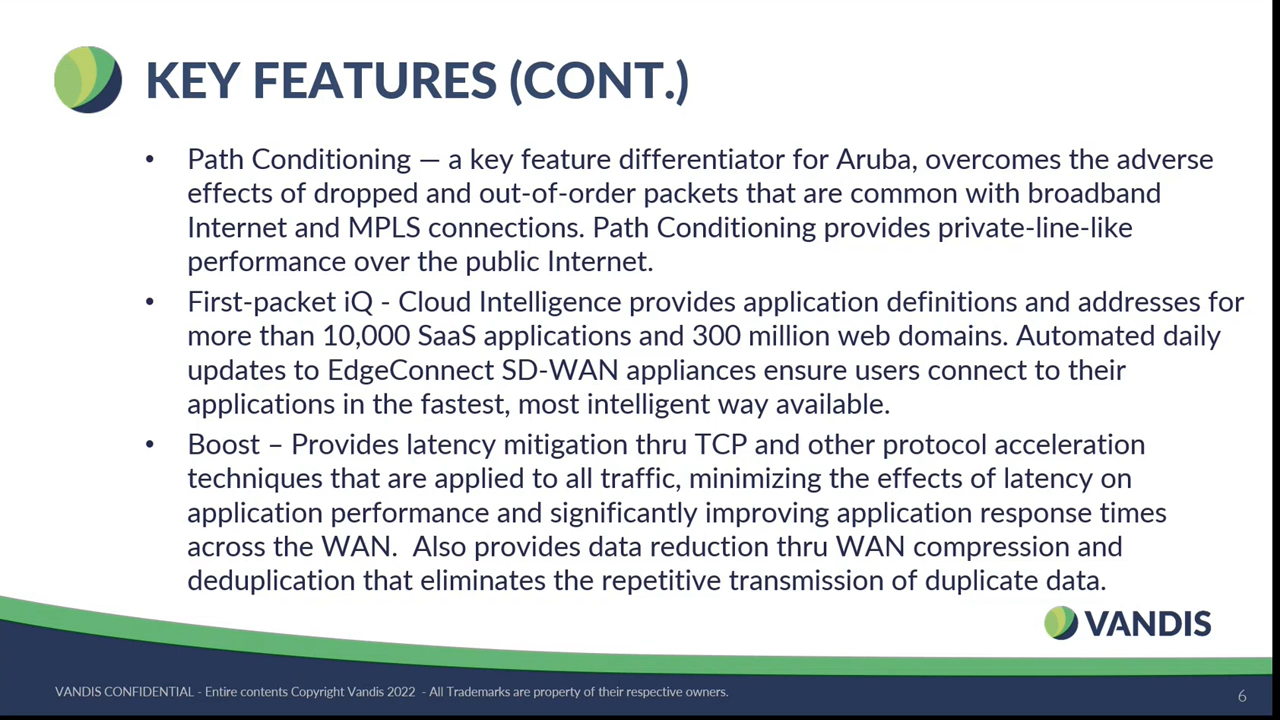 KEY FEATURES (CONT.)
• Path Conditioning — a key feature differentiator for Aruba, overcomes the adverse
effects of dropped and out-of-order packets that are common with broadband
Internet and MPLS connections. Path Conditioning provides private-line-like
performance over the public Internet.
• First-packet iQ - Cloud Intelligence provides application definitions and addresses for
more than 10,000 SaaS applications and 300 million web domains. Automated daily
updates to EdgeConnect SD-WAN appliances ensure users connect to their
applications in the fastest, most intelligent way available.
• Boost – Provides latency mitigation thru TCP and other protocol acceleration
techniques that are applied to all traffic, minimizing the effects of latency on
application performance and significantly improving application response times
across the WAN.  Also provides data reduction thru WAN compression and
deduplication that eliminates the repetitive transmission of duplicate data.
VANDIS
VANDIS CONFIDENTIAL - Entire contents Copyright Vandis 2022  - All Trademarks are property of their respective owners.
6